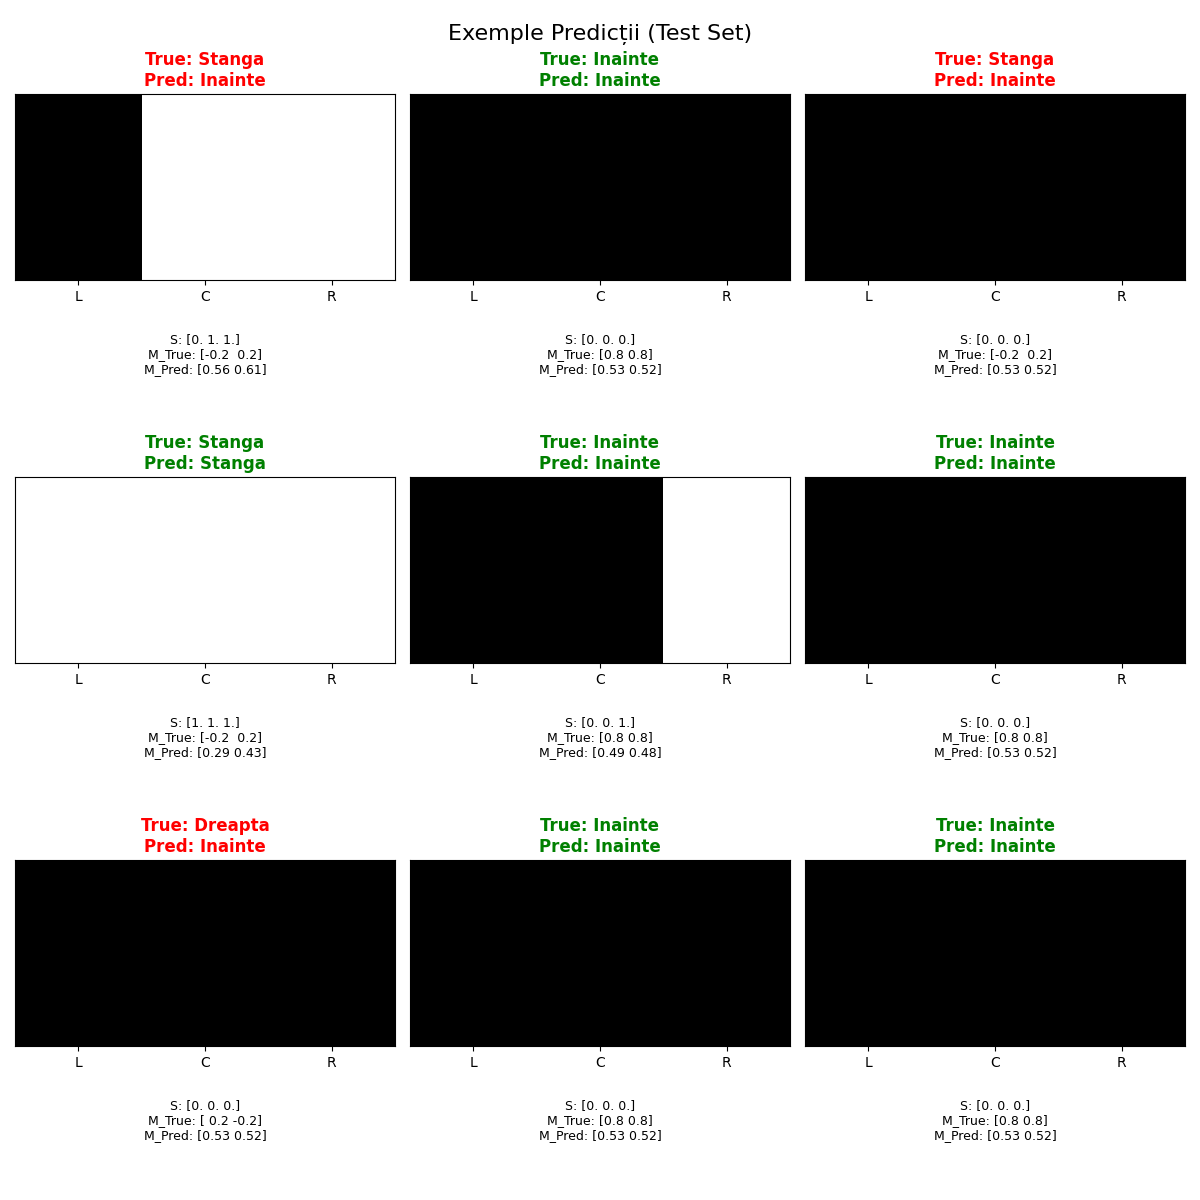 Exemple Predicții (Test Set)
True: Stanga
Pred: Inainte
True: Inainte
Pred: Inainte
True: Stanga
Pred: Inainte
L C R
L C R
L C R
S: [0. 1. 1.]
M_True: [-0.2  0.2]
M_Pred: [0.56 0.61]
S: [0. 0. 0.]
M_True: [0.8 0.8]
M_Pred: [0.53 0.52]
S: [0. 0. 0.]
M_True: [-0.2  0.2]
M_Pred: [0.53 0.52]
True: Stanga
Pred: Stanga
True: Inainte
Pred: Inainte
True: Inainte
Pred: Inainte
L C R
L C R
L C R
S: [1. 1. 1.]
M_True: [-0.2  0.2]
M_Pred: [0.29 0.43]
S: [0. 0. 1.]
M_True: [0.8 0.8]
M_Pred: [0.49 0.48]
S: [0. 0. 0.]
M_True: [0.8 0.8]
M_Pred: [0.53 0.52]
True: Dreapta
Pred: Inainte
True: Inainte
Pred: Inainte
True: Inainte
Pred: Inainte
L C R
L C R
L C R
S: [0. 0. 0.]
M_True: [ 0.2 -0.2]
M_Pred: [0.53 0.52]
S: [0. 0. 0.]
M_True: [0.8 0.8]
M_Pred: [0.53 0.52]
S: [0. 0. 0.]
M_True: [0.8 0.8]
M_Pred: [0.53 0.52]